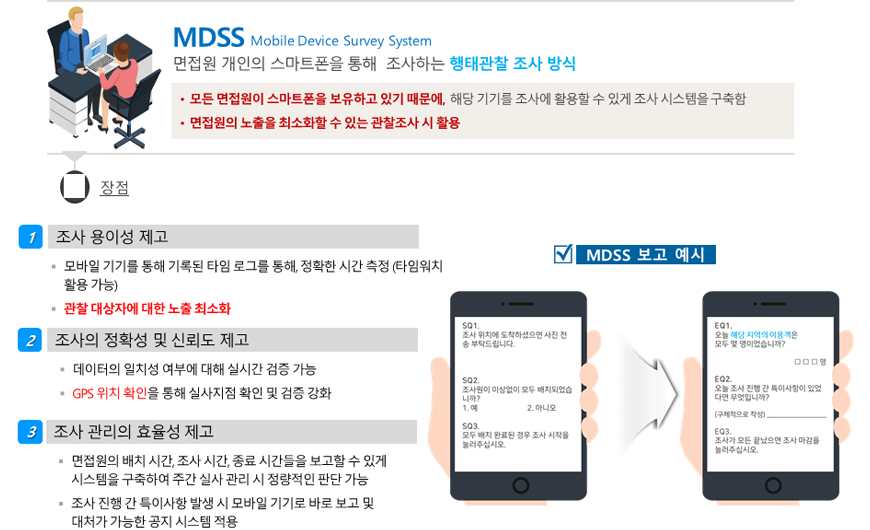 MDSS Mobile Device Survey System
면접원 개인의 스마트폰을 통해 조사하는 행태관찰 조사 방식
• 모든 면접원이 스마트폰을 보유하고 있기 때문에, 해당 기기를 조사에 활용할 수 있게 조사 시스템을 구축함
• 면접원의 노출을 최소화할 수 있는 관찰조사 시 활용
장점
1 조사 용이성 제고
▪ 모바일 기기를 통해 기록된 타임 로그를 통해, 정확한 시간 측정 (타임워치
활용 가능)
▪ 관찰 대상자에 대한 노출 최소화
2 조사의 정확성 및 신뢰도 제고
▪ 데이터의 일치성 여부에 대해 실시간 검증 가능
▪ GPS 위치 확인을 통해 실사지점 확인 및 검증 강화
3 조사 관리의 효율성 제고
▪ 면접원의 배치 시간, 조사 시간, 종료 시간들을 보고할 수 있게
시스템을 구축하여 주간 실사 관리 시 정량적인 판단 가능
▪ 조사 진행 간 특이사항 발생 시 모바일 기기로 바로 보고 및
대처가 가능한 공지 시스템 적용
MDSS 보고 예시
SQ1.
조사 위치에 도착하셨으면 사진 전
송 부탁드립니다.
SQ2.
조사원이 이상없이 모두 배치되었습
니까?
1. 예 2. 아니오
SQ3.
모두 배치 완료된 경우 조사 시작을
눌러주십시오.
EQ1.
오늘 해당 지역의 이용객은
모두 몇 명이었습니까?
□□□명
EQ2.
오늘 조사 진행 간 특이사항이 있었
다면 무엇입니까?
(구체적으로 작성) ____________
EQ3.
조사가 모든 끝났으면 조사 마감을
눌러주십시오.